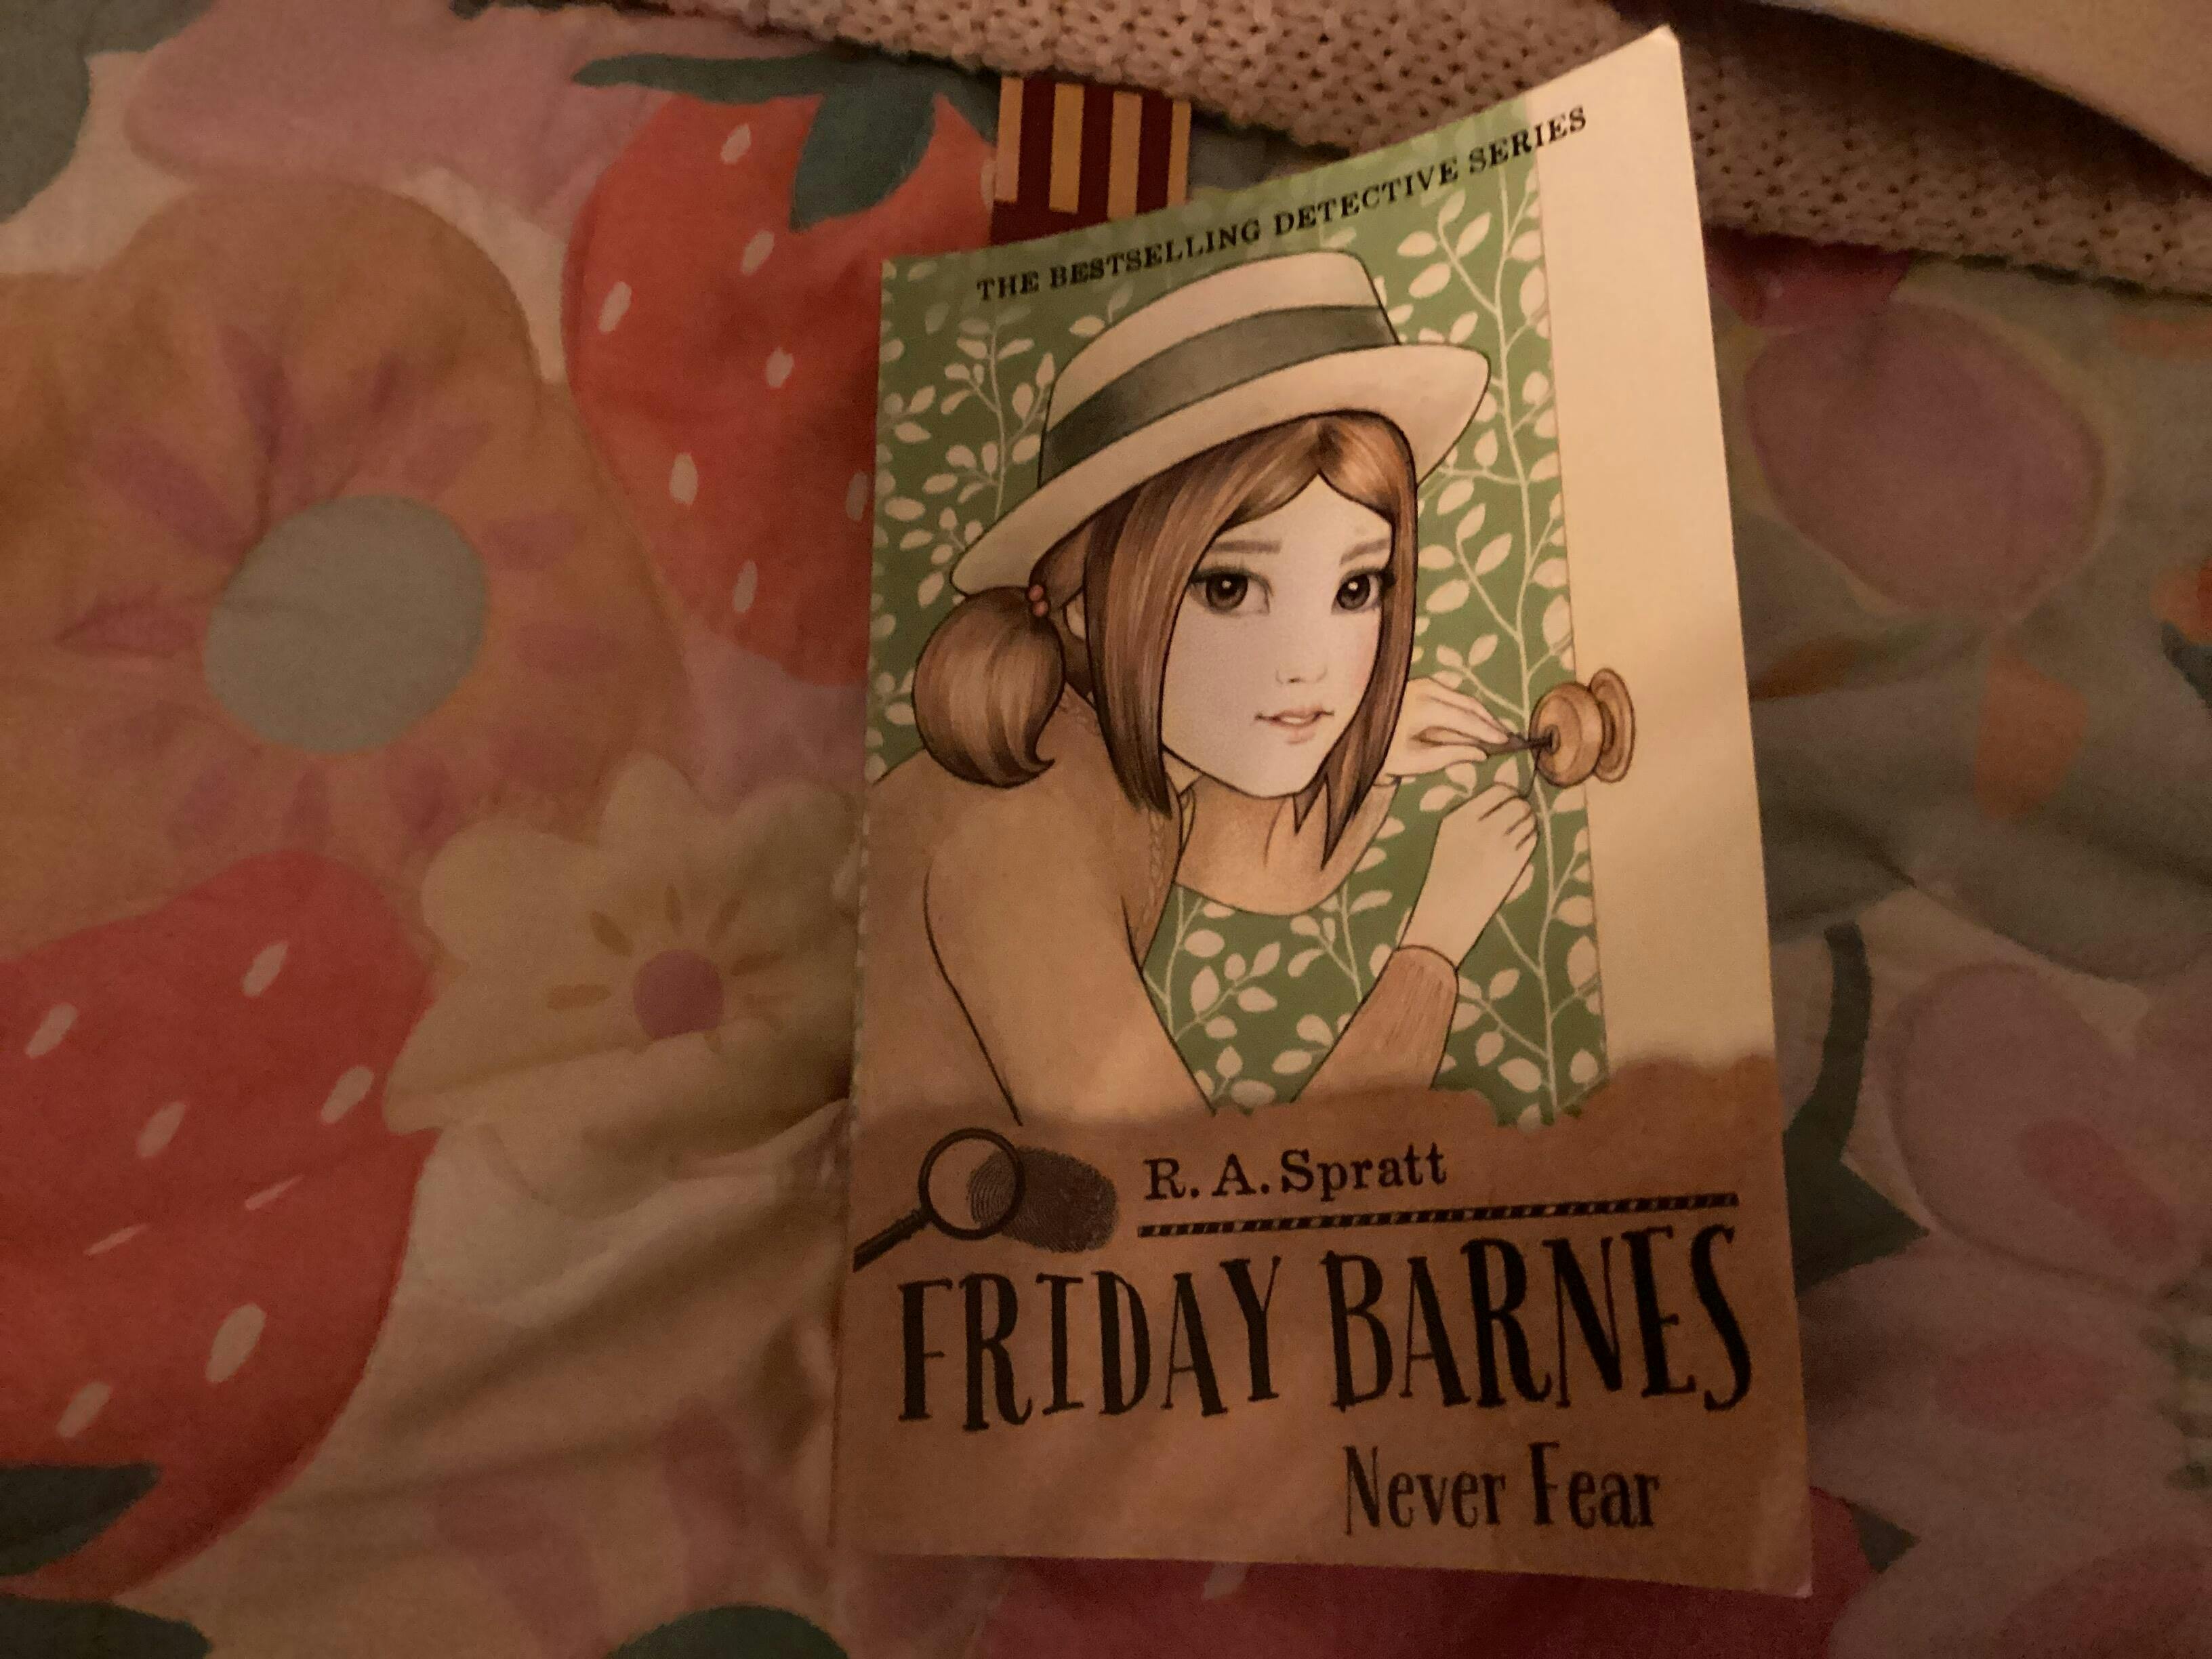 THE BESTSELLING DETECTIVE SERIES
R. A. Spratt
FRIDAY BARNES
Never Fear